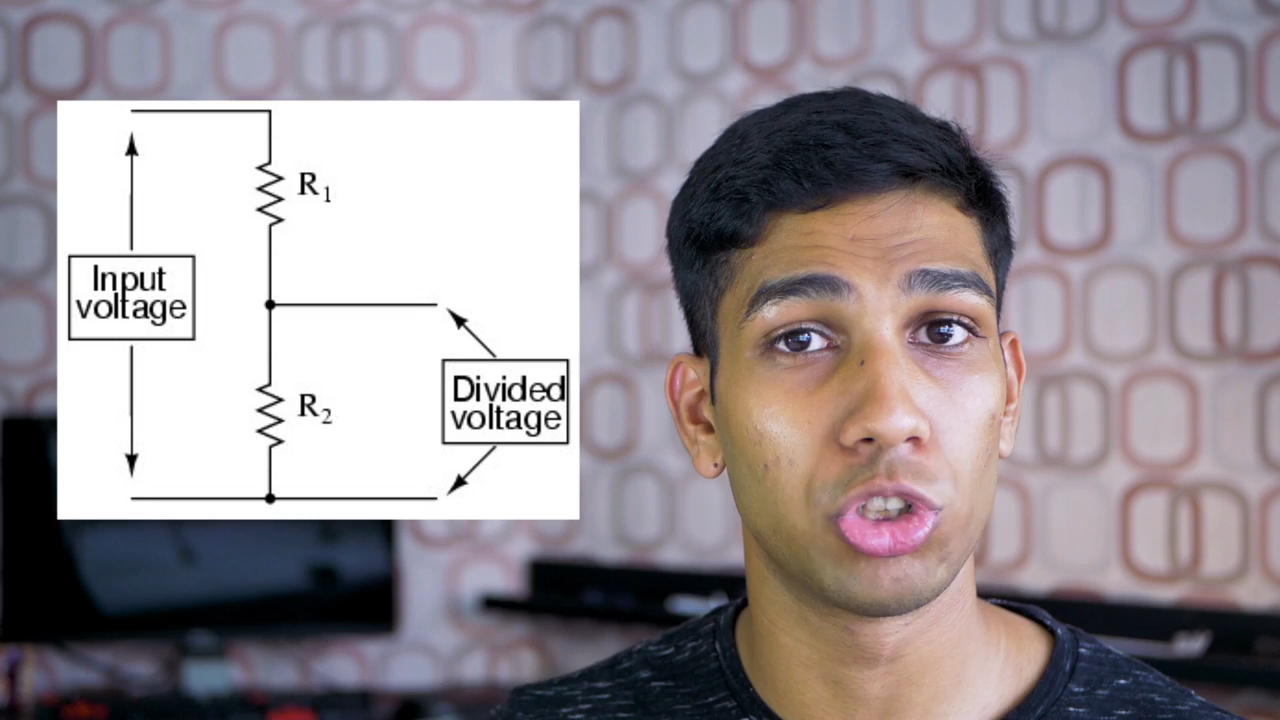 R1
Input
voltage
Divided
voltage
R2